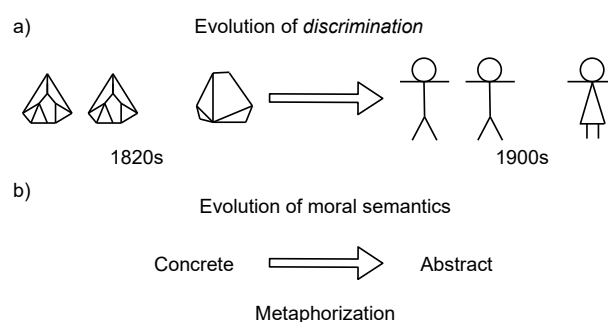 a) Evolution of discrimination
1820s 1900s
b)
Evolution of moral semantics
Concrete Abstract
Metaphorization